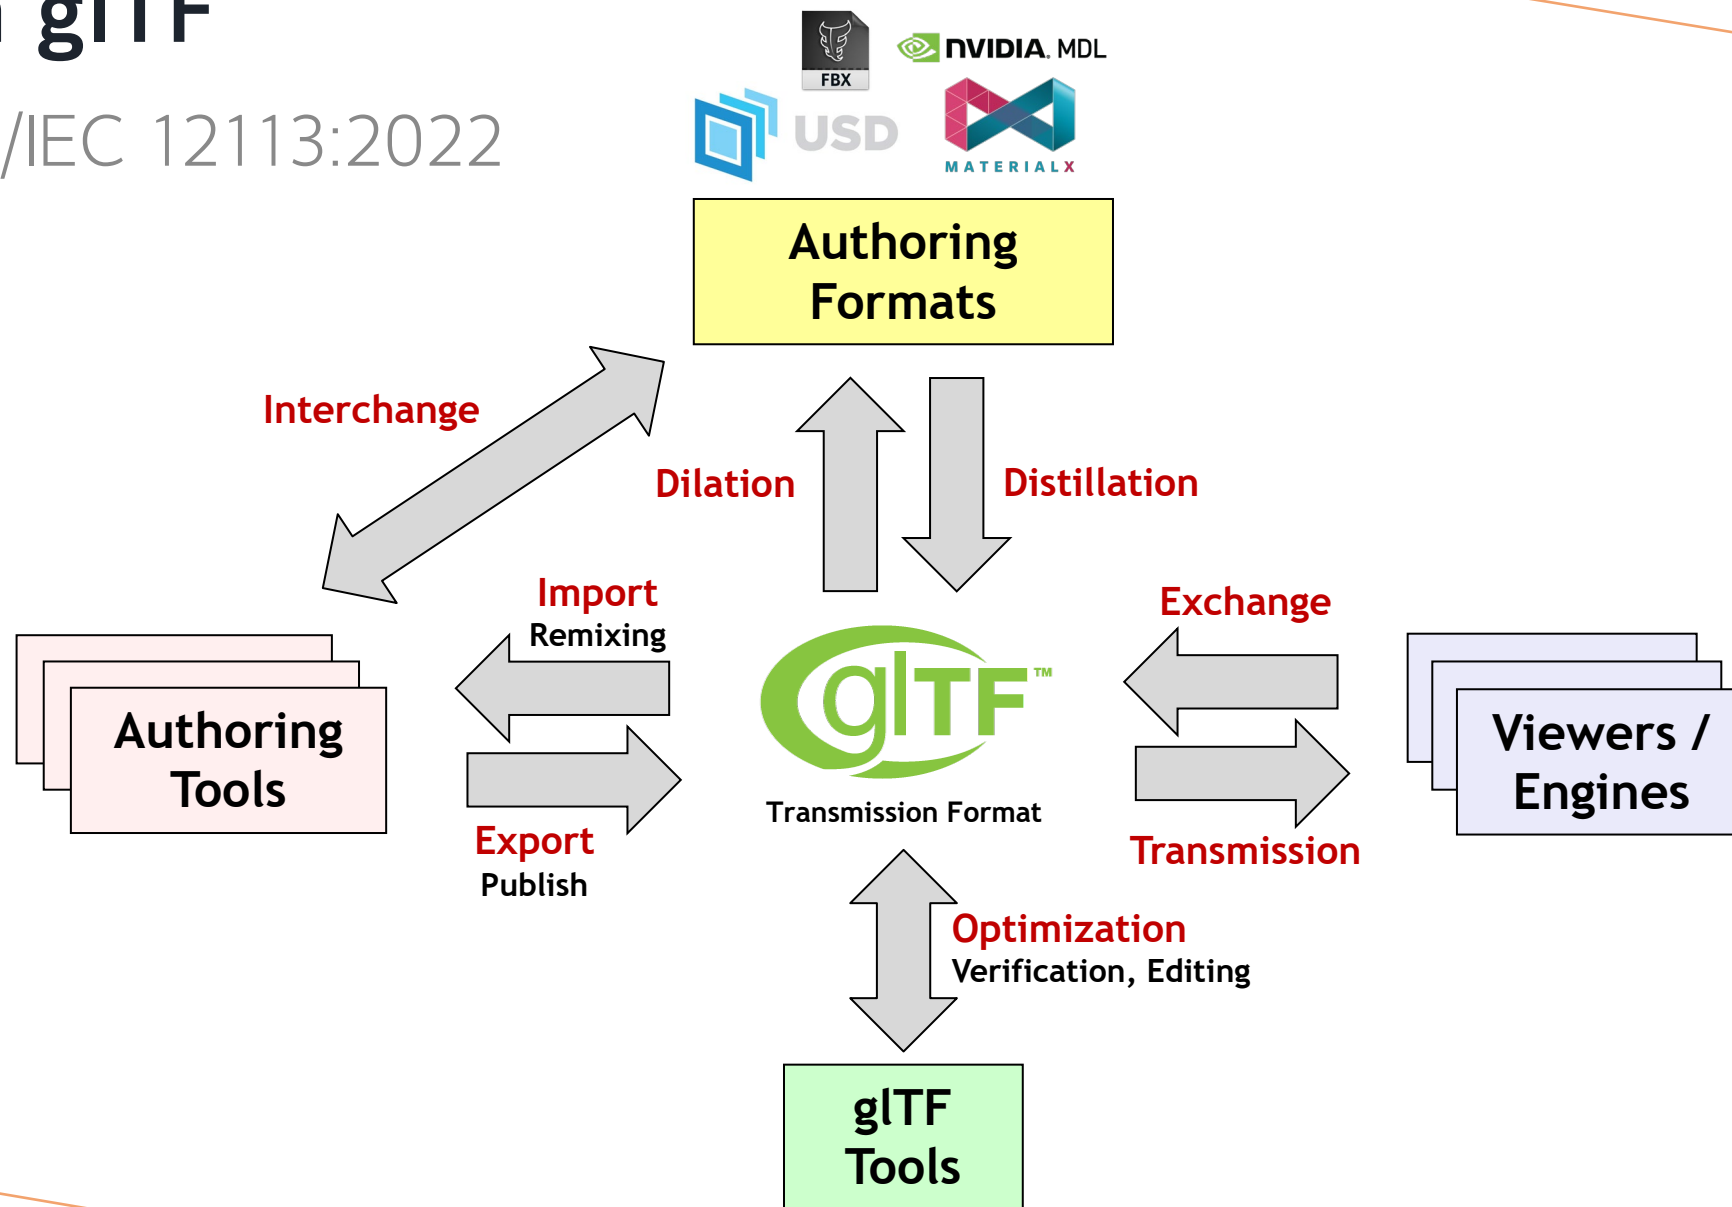 glTF
/IEC 12113:2022
FBX
NVIDIA. MDL
USD
MATERIALX
Authoring
Formats
Interchange
Dilation
Distillation
Import
Remixing
Exchange
Authoring
Tools
glTF™
Viewers /
Engines
Transmission Format
Export
Publish
Transmission
Optimization
Verification, Editing
glTF
Tools